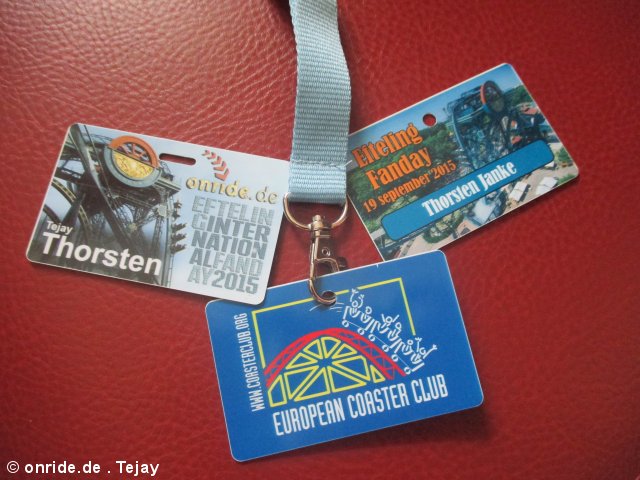 onride.de
EFTELIN
GINTER
NATION
ALFAND
AY2015
Tejay
Thorsten
Efteling
Fanday
19 september 2015
Thorsten Janke
WWW.COASTERCLUB.ORG
EUROPEAN COASTER CLUB
© onride.de . Tejay